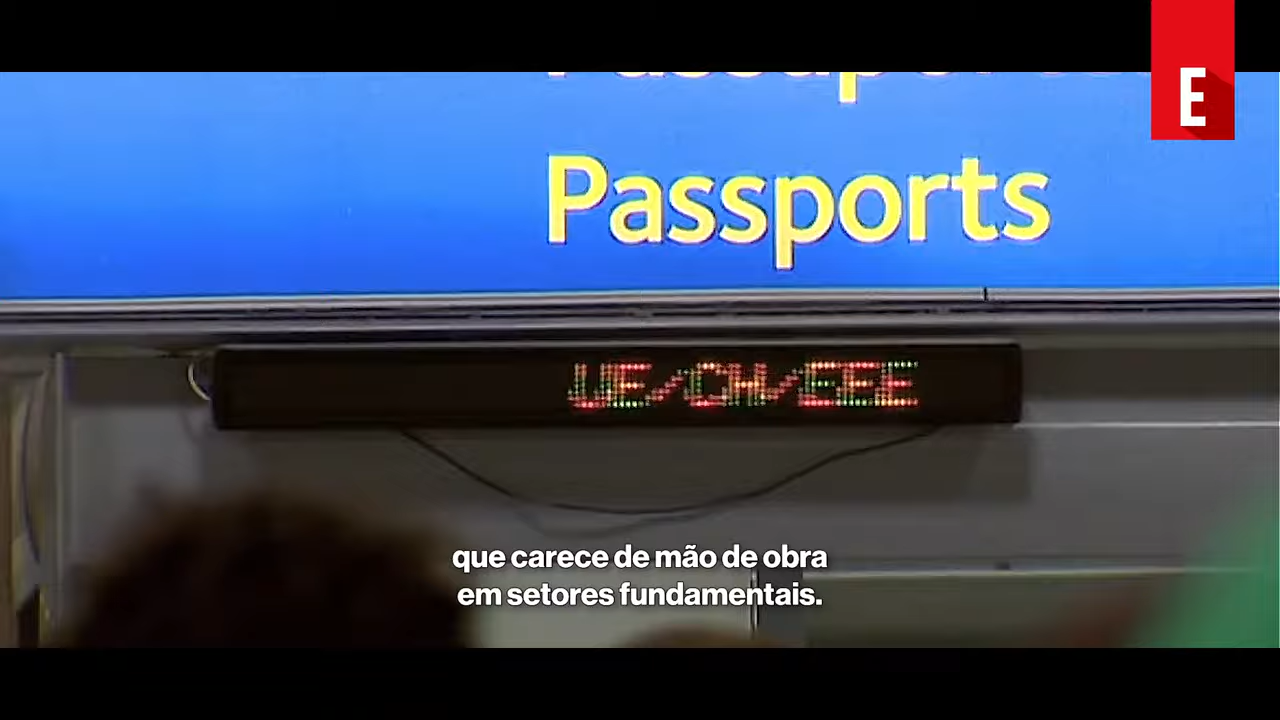 E
Passports
UE/CH/EEE
que carece de mão de obra
em setores fundamentais.